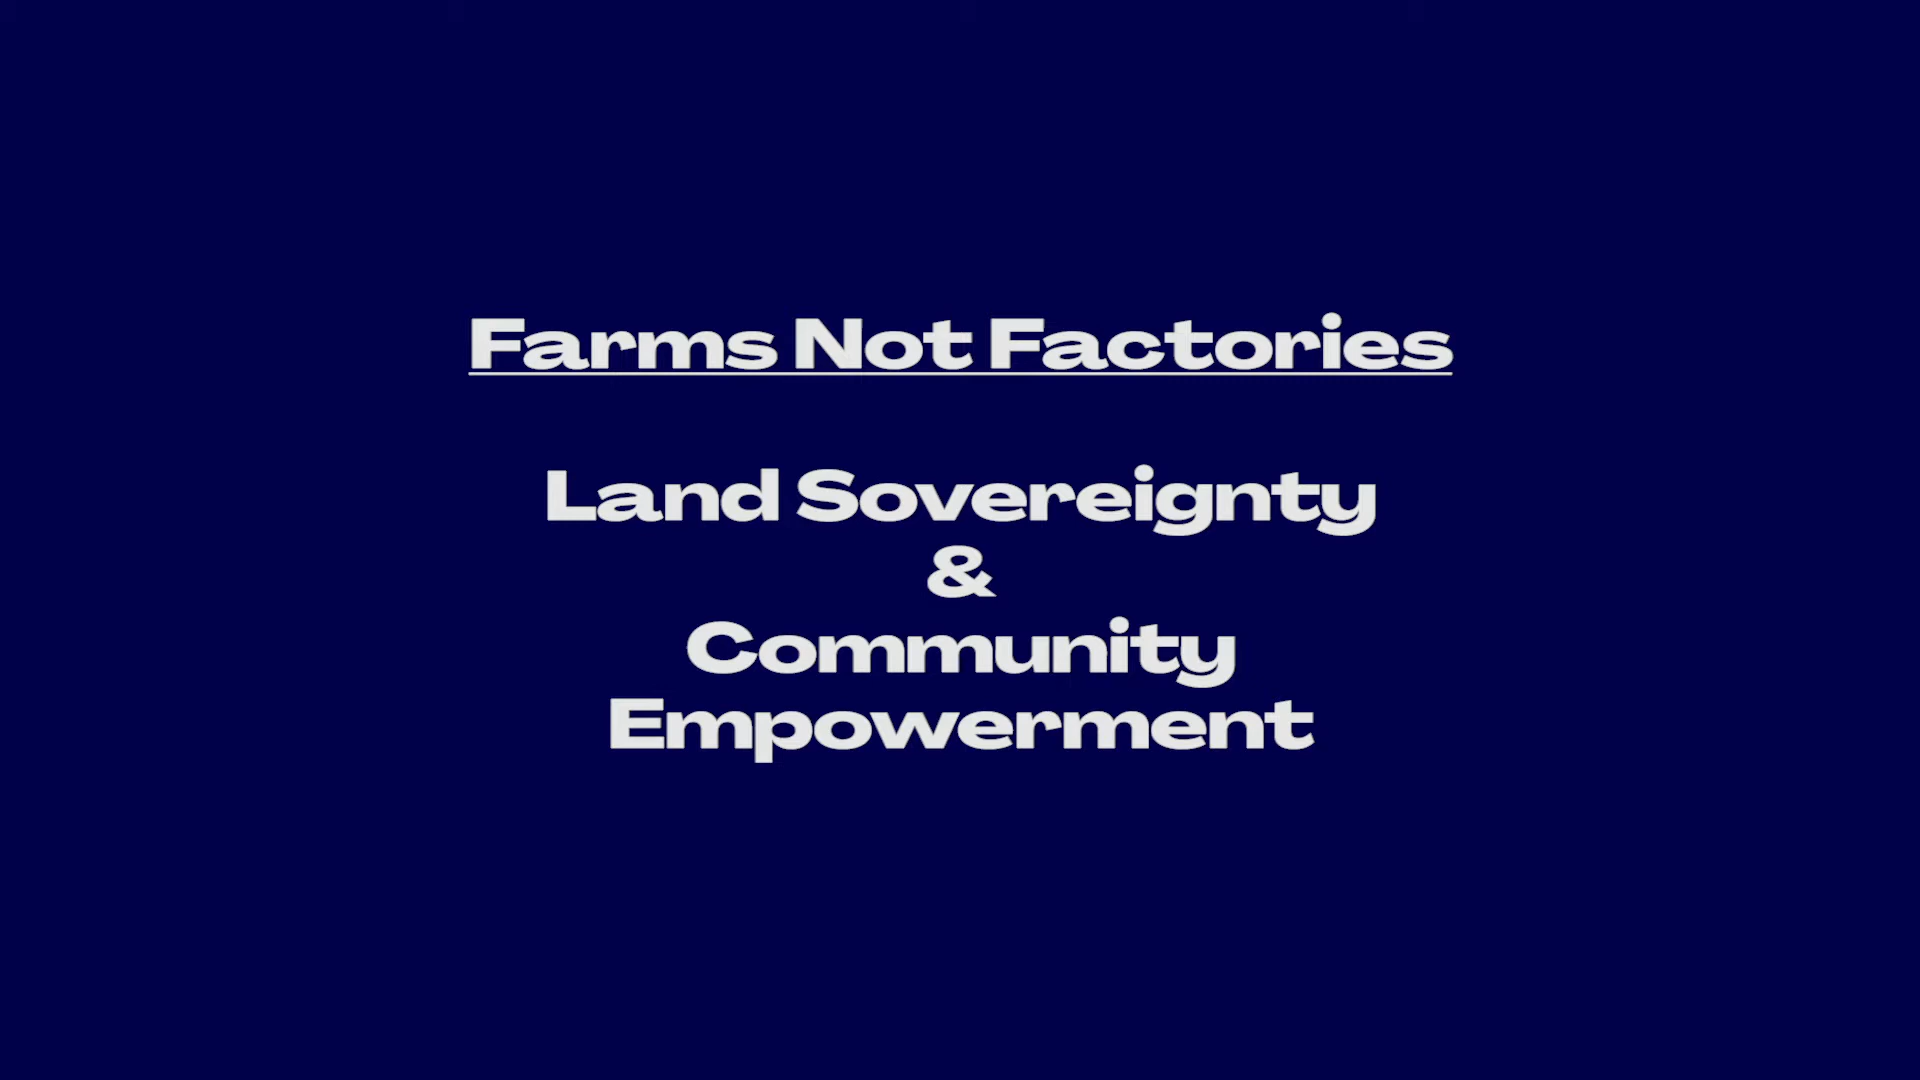 Farms Not Factories
Land Sovereignty
&
Community
Empowerment